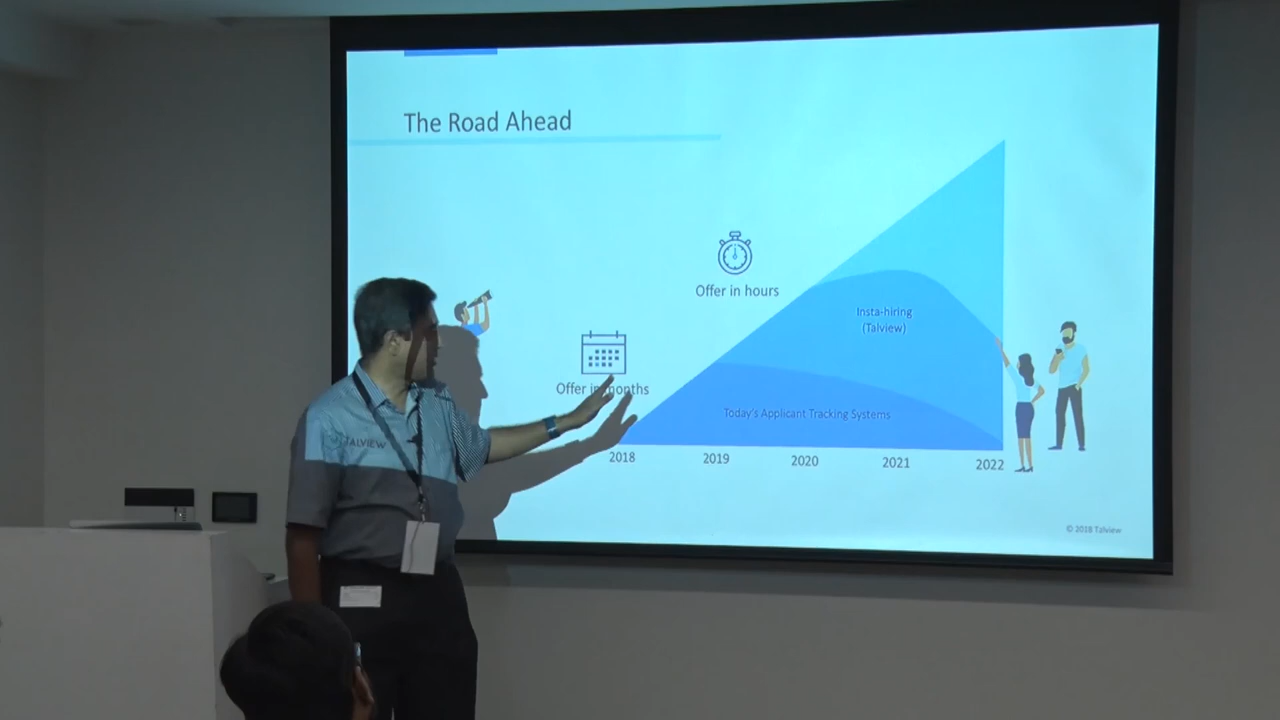 The Road Ahead
Offer in hours
Insta-hiring
(Talview)
Offer in months
Today's Applicant Tracking Systems
2018 2019 2020 2021 2022
© 2018 Talview
TALVIEW